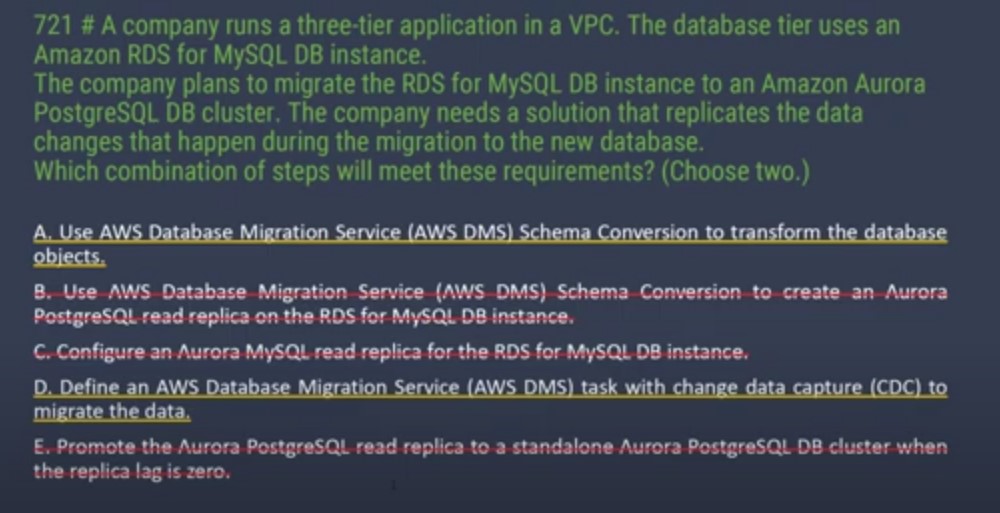 721 # A company runs a three-tier application in a VPC. The database tier uses an
Amazon RDS for MySQL DB instance.
The company plans to migrate the RDS for MySQL DB instance to an Amazon Aurora
PostgreSQL DB cluster. The company needs a solution that replicates the data
changes that happen during the migration to the new database.
Which combination of steps will meet these requirements? (Choose two.)
A. Use AWS Database Migration Service (AWS DMS) Schema Conversion to transform the database
objects.
B. Use AWS Database Migration Service (AWS DMS) Schema Conversion to create an Aurora
PostgreSQL read replica on the RDS for MySQL DB instance.
C. Configure an Aurora MySQL read replica for the RDS for MySQL DB instance.
D. Define an AWS Database Migration Service (AWS DMS) task with change data capture (CDC) to
migrate the data.
E. Promote the Aurora PostgreSQL read replica to a standalone Aurora PostgreSQL DB cluster when
the replica lag is zero.